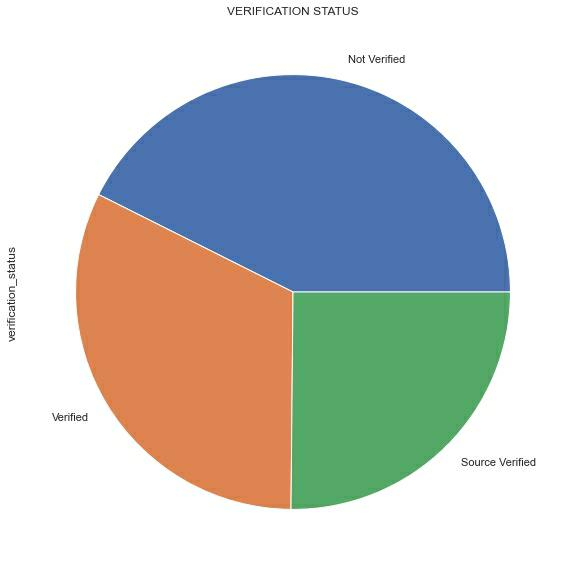 VERIFICATION STATUS
Not Verified
verification_status
Verified
Source Verified